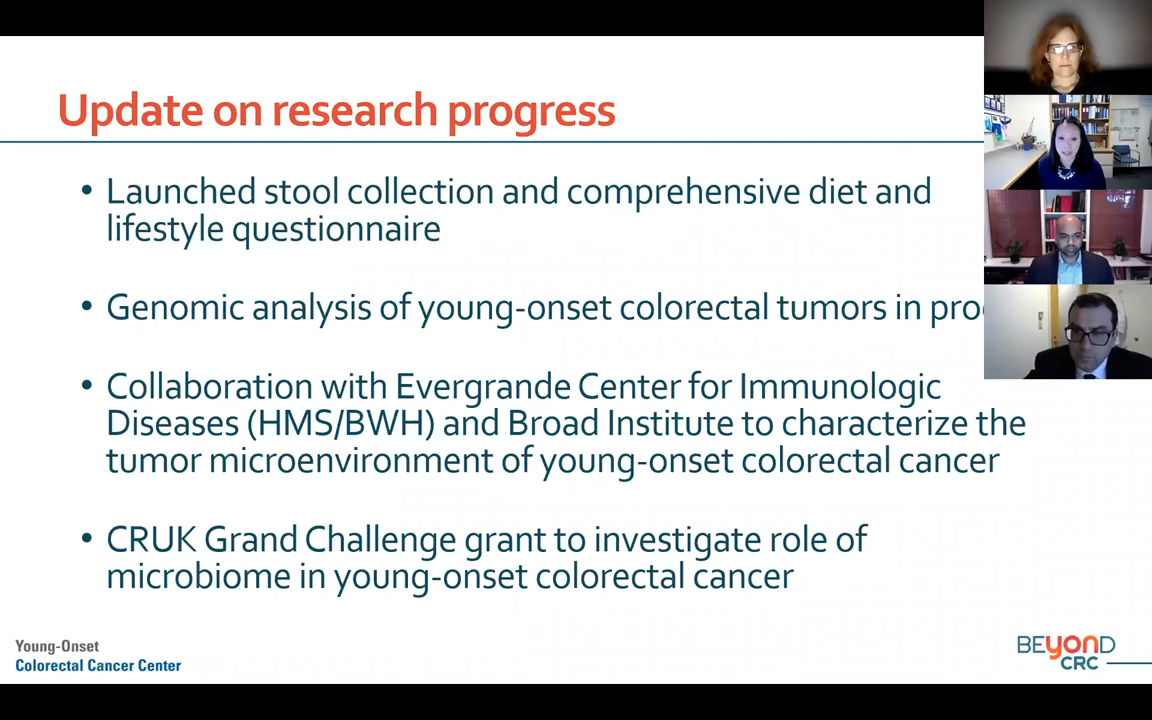 Update on research progress
• Launched stool collection and comprehensive diet and
lifestyle questionnaire
• Genomic analysis of young-onset colorectal tumors in
• Collaboration with Evergrande Center for Immunologic
Diseases (HMS/BWH) and Broad Institute to characterize the
tumor microenvironment of young-onset colorectal cancer
• CRUK Grand Challenge grant to investigate role of
microbiome in young-onset colorectal cancer
Young-Onset
Colorectal Cancer Center
BEYOND
CRC